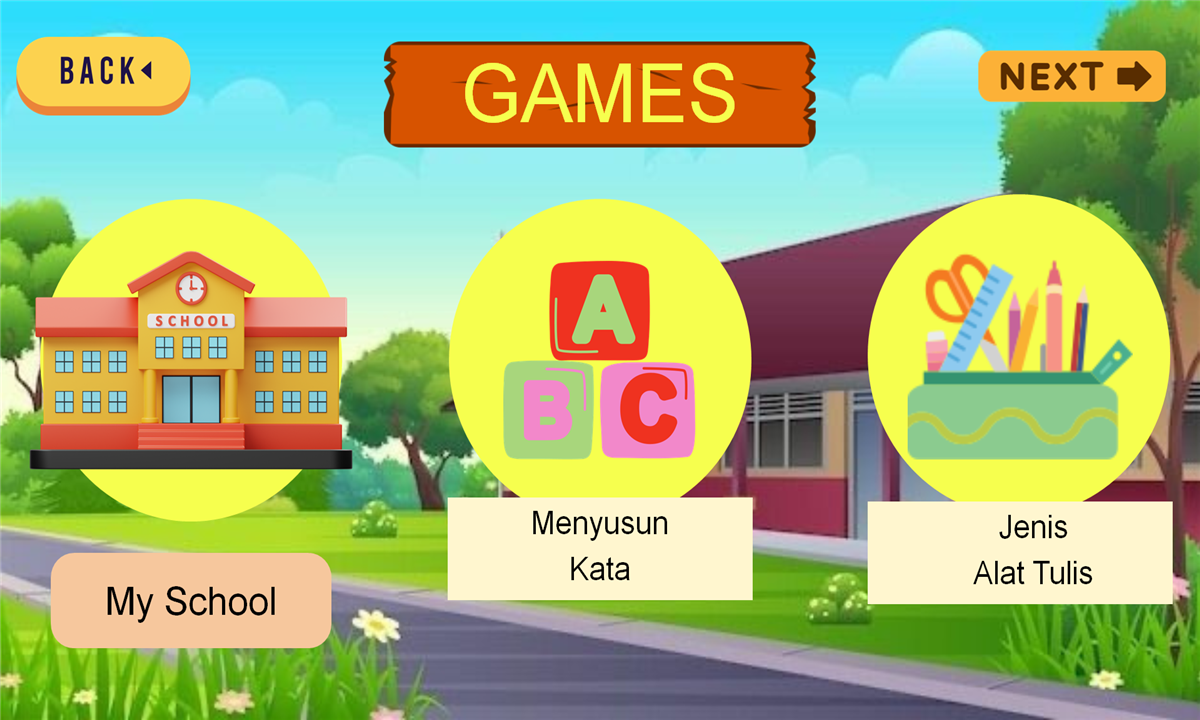 BACK
GAMES
NEXT
SCHOOL
A
B C
My School
Menyusun
Kata
Jenis
Alat Tulis